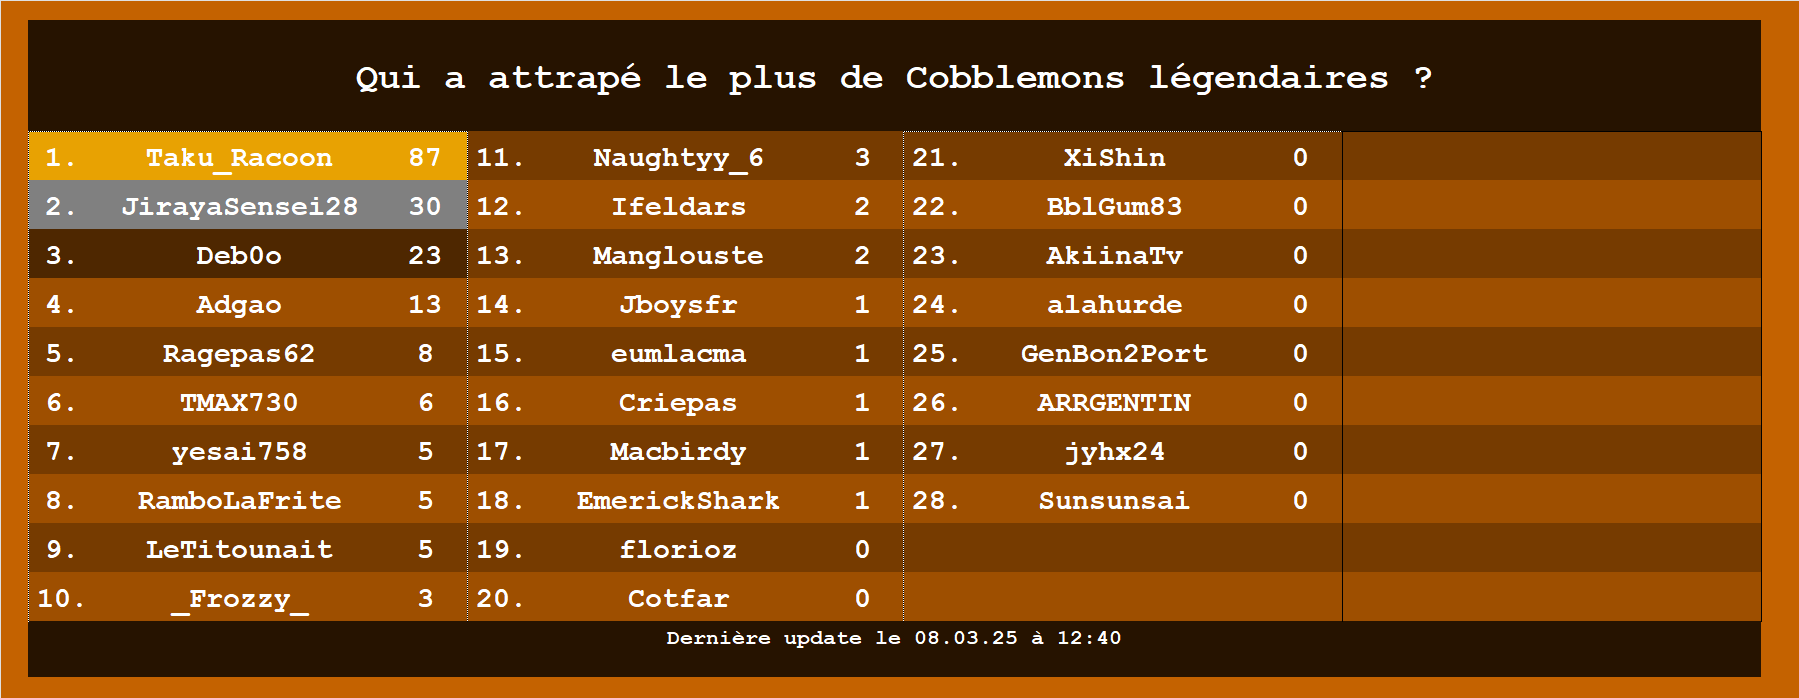 Qui a attrapé le plus de Cobblemons légendaires ?
1. Taku_Racoon 87
2. JirayaSensei28 30
3. Deb0o 23
4. Adgao 13
5. Ragepas62 8
6. TMAX730 6
7. yesai758 5
8. RamboLaFrite 5
9. LeTitounait 5
10. _Frozzy_ 3
11. Naughtyy_6 3
12. Ifeldars 2
13. Manglouste 2
14. Jboysfr 1
15. eumlacma 1
16. Criepas 1
17. Macbirdy 1
18. EmerickShark 1
19. florioz 0
20. Cotfar 0
21. XiShin 0
22. BblGum83 0
23. AkiinaTv 0
24. alahurde 0
25. GenBon2Port 0
26. ARRGENTIN 0
27. jyhx24 0
28. Sunsunsai 0
Dernière update le 08.03.25 à 12:40